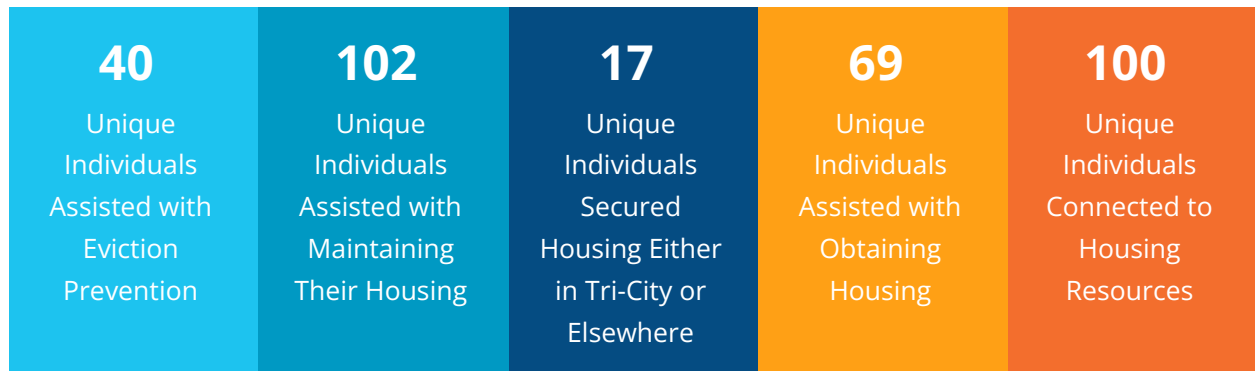 40
Unique
Individuals
Assisted with
Eviction
Prevention
102
Unique
Individuals
Assisted with
Maintaining
Their Housing
17
Unique
Individuals
Secured
Housing Either
in Tri-City or
Elsewhere
69
Unique
Individuals
Assisted with
Obtaining
Housing
100
Unique
Individuals
Connected to
Housing
Resources